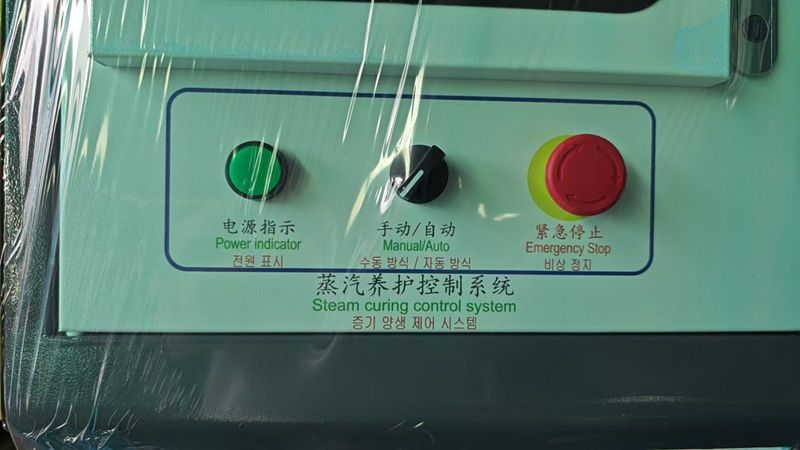 电源指示
Power indicator
전원 표시
手动/自动
Manual/Auto
수동 방식 / 자동 방식
紧急停止
Emergency Stop
비상 정지
蒸汽养护控制系统
Steam curing control system
증기 양생 제어 시스템